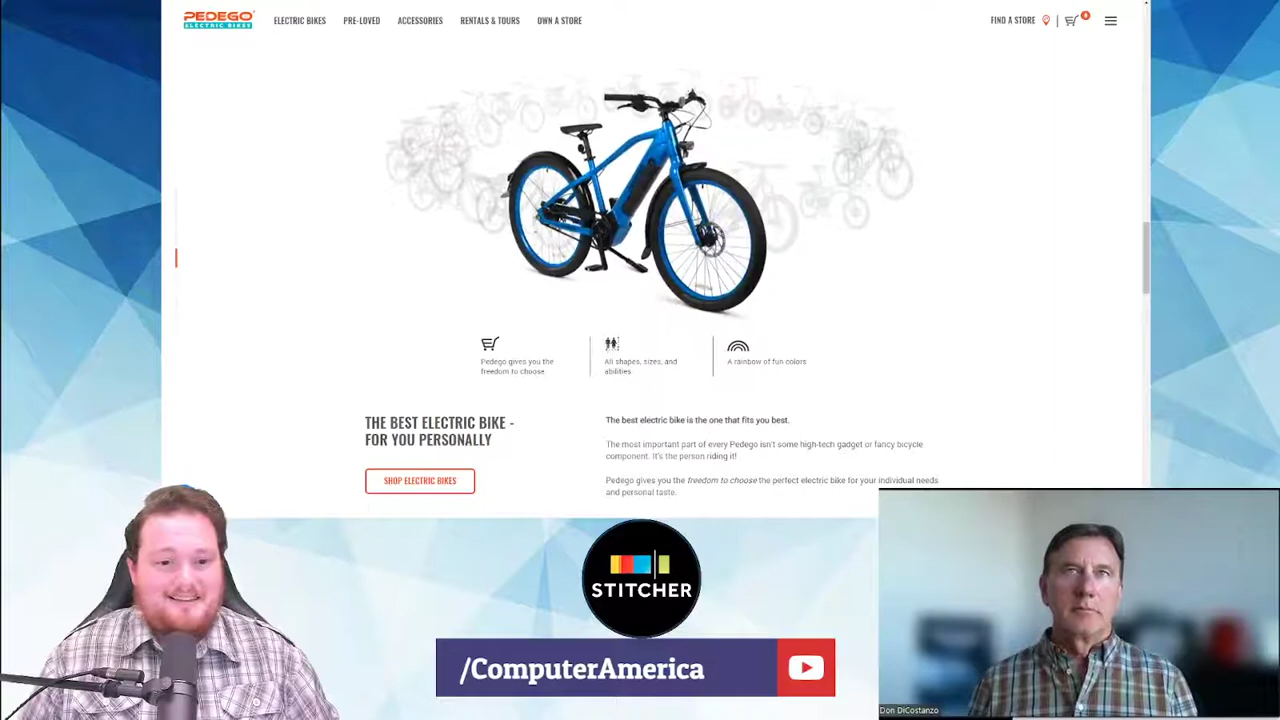 PEDEGO
ELECTRIC BIKES
ELECTRIC BIKES
PRE-LOVED
ACCESSORIES
RENTALS & TOURS
OWN A STORE
FIND A STORE
0
Pedego gives you the
freedom to choose
All shapes, sizes, and
abilities
A rainbow of fun colors
THE BEST ELECTRIC BIKE -
FOR YOU PERSONALLY
SHOP ELECTRIC BIKES
The best electric bike is the one that fits you best.
The most important part of every Pedego isn't some high-tech gadget or fancy bicycle
component. It's the person riding it!
Pedego gives you the freedom to choose the perfect electric bike for your individual needs
and personal taste.
STITCHER
/ComputerAmerica
Don DiCostanzo